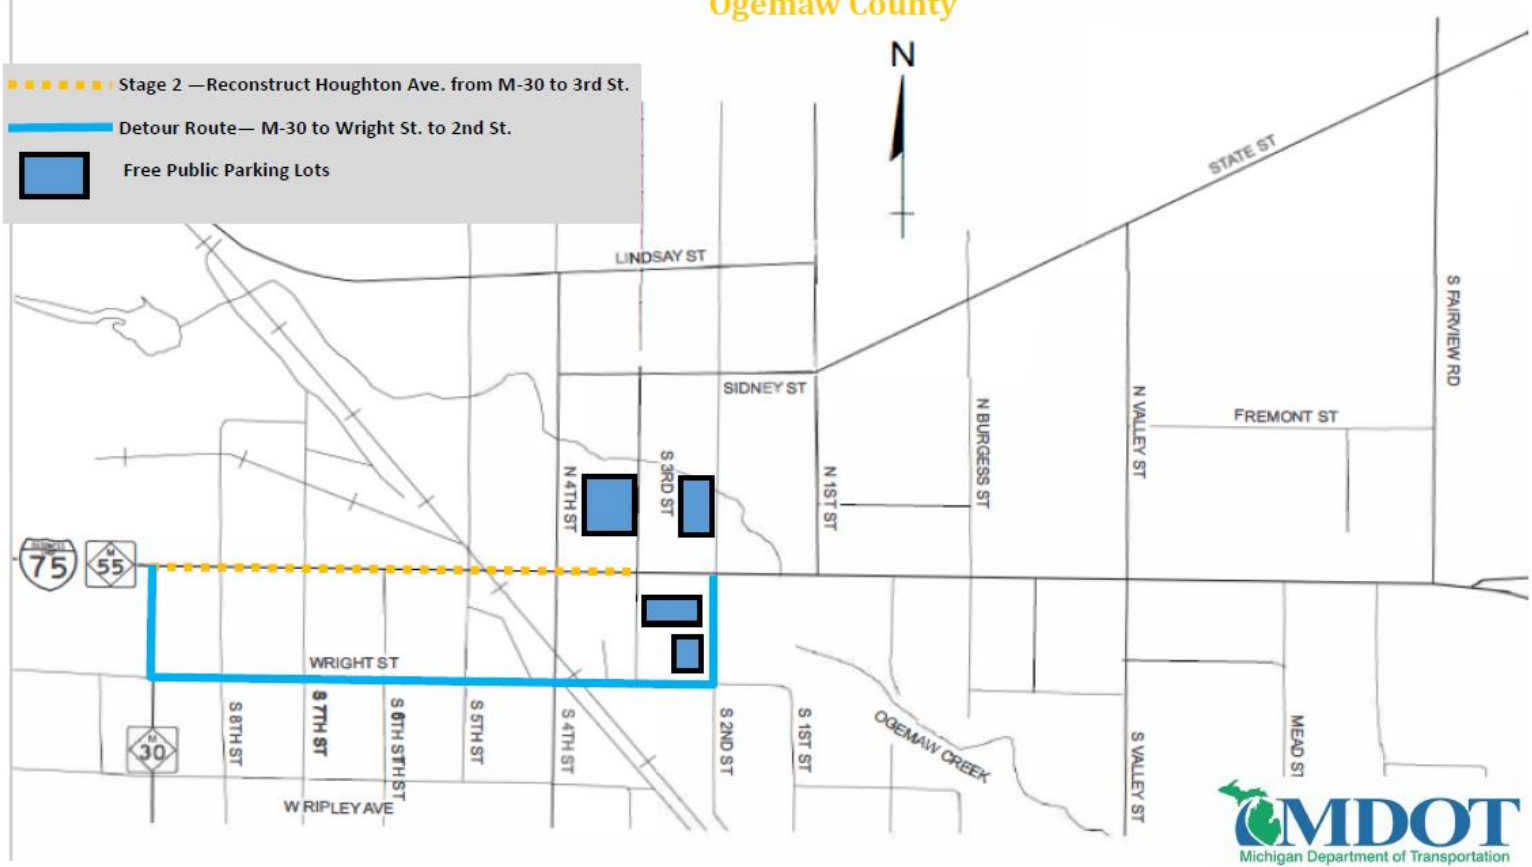 Ogemaw County
N
Stage 2 —Reconstruct Houghton Ave. from M-30 to 3rd St.
Detour Route— M-30 to Wright St. to 2nd St.
Free Public Parking Lots
STATE ST
LINDSAY ST
S FAIRVIEW RD
SIDNEY ST
N BURGESS ST
N VALLEY ST
FREMONT ST
N 4TH ST
S 3RD ST
N 1ST ST
75
M
55
WRIGHT ST
S 8TH ST
S 7TH ST
S 6TH ST
TH ST
S 5TH ST
S 4TH ST
S 2ND ST
S 1ST ST
OGEMAW CREEK
S VALLEY ST
MEAD ST
M
30
W RIPLEY AVE
MDOT
Michigan Department of Transportation